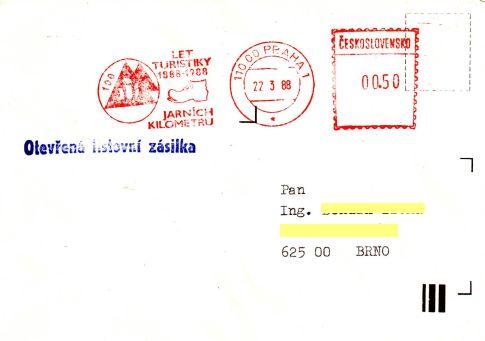 100 LET
TURISTIKY
1888-1988
JARNÍCH
KILOMETRU
110 00 PRAHA 1
22 3 88
ČESKOSLOVENSKO
00.50
Otevřená listovní zásilka
Pan
Ing.
625 00 BRNO